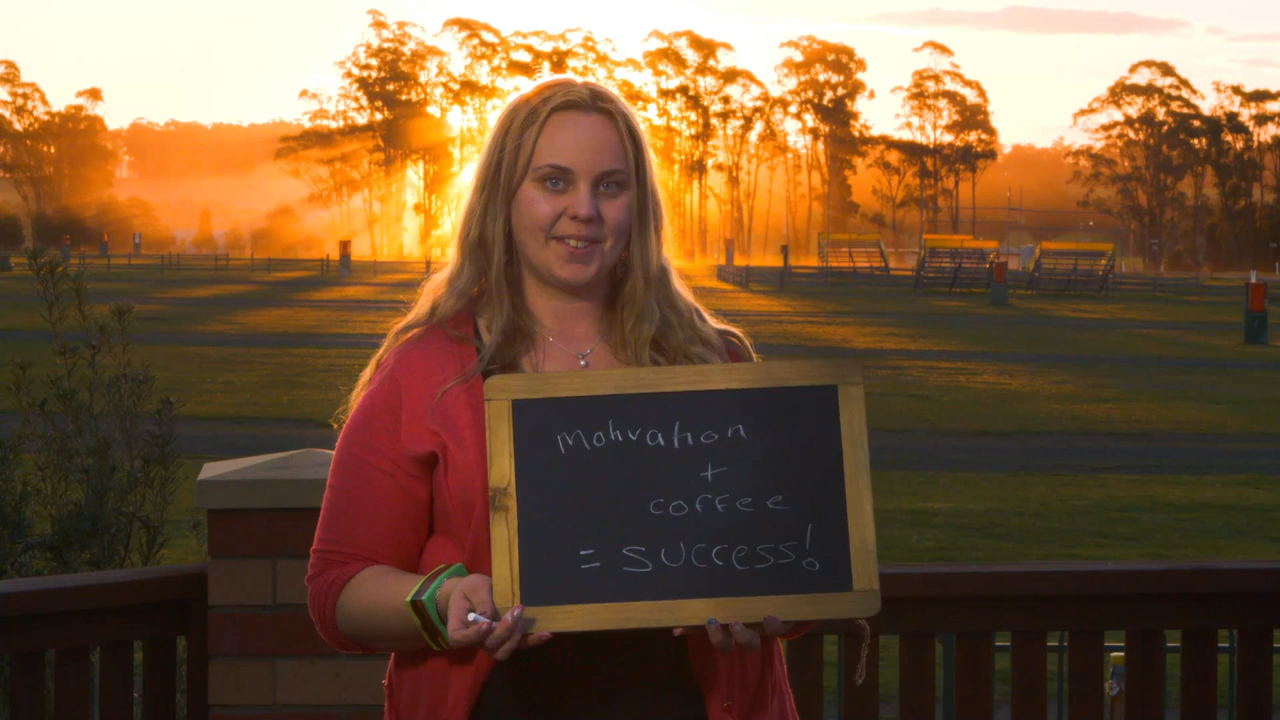 Motivation
+
coffee
= success!